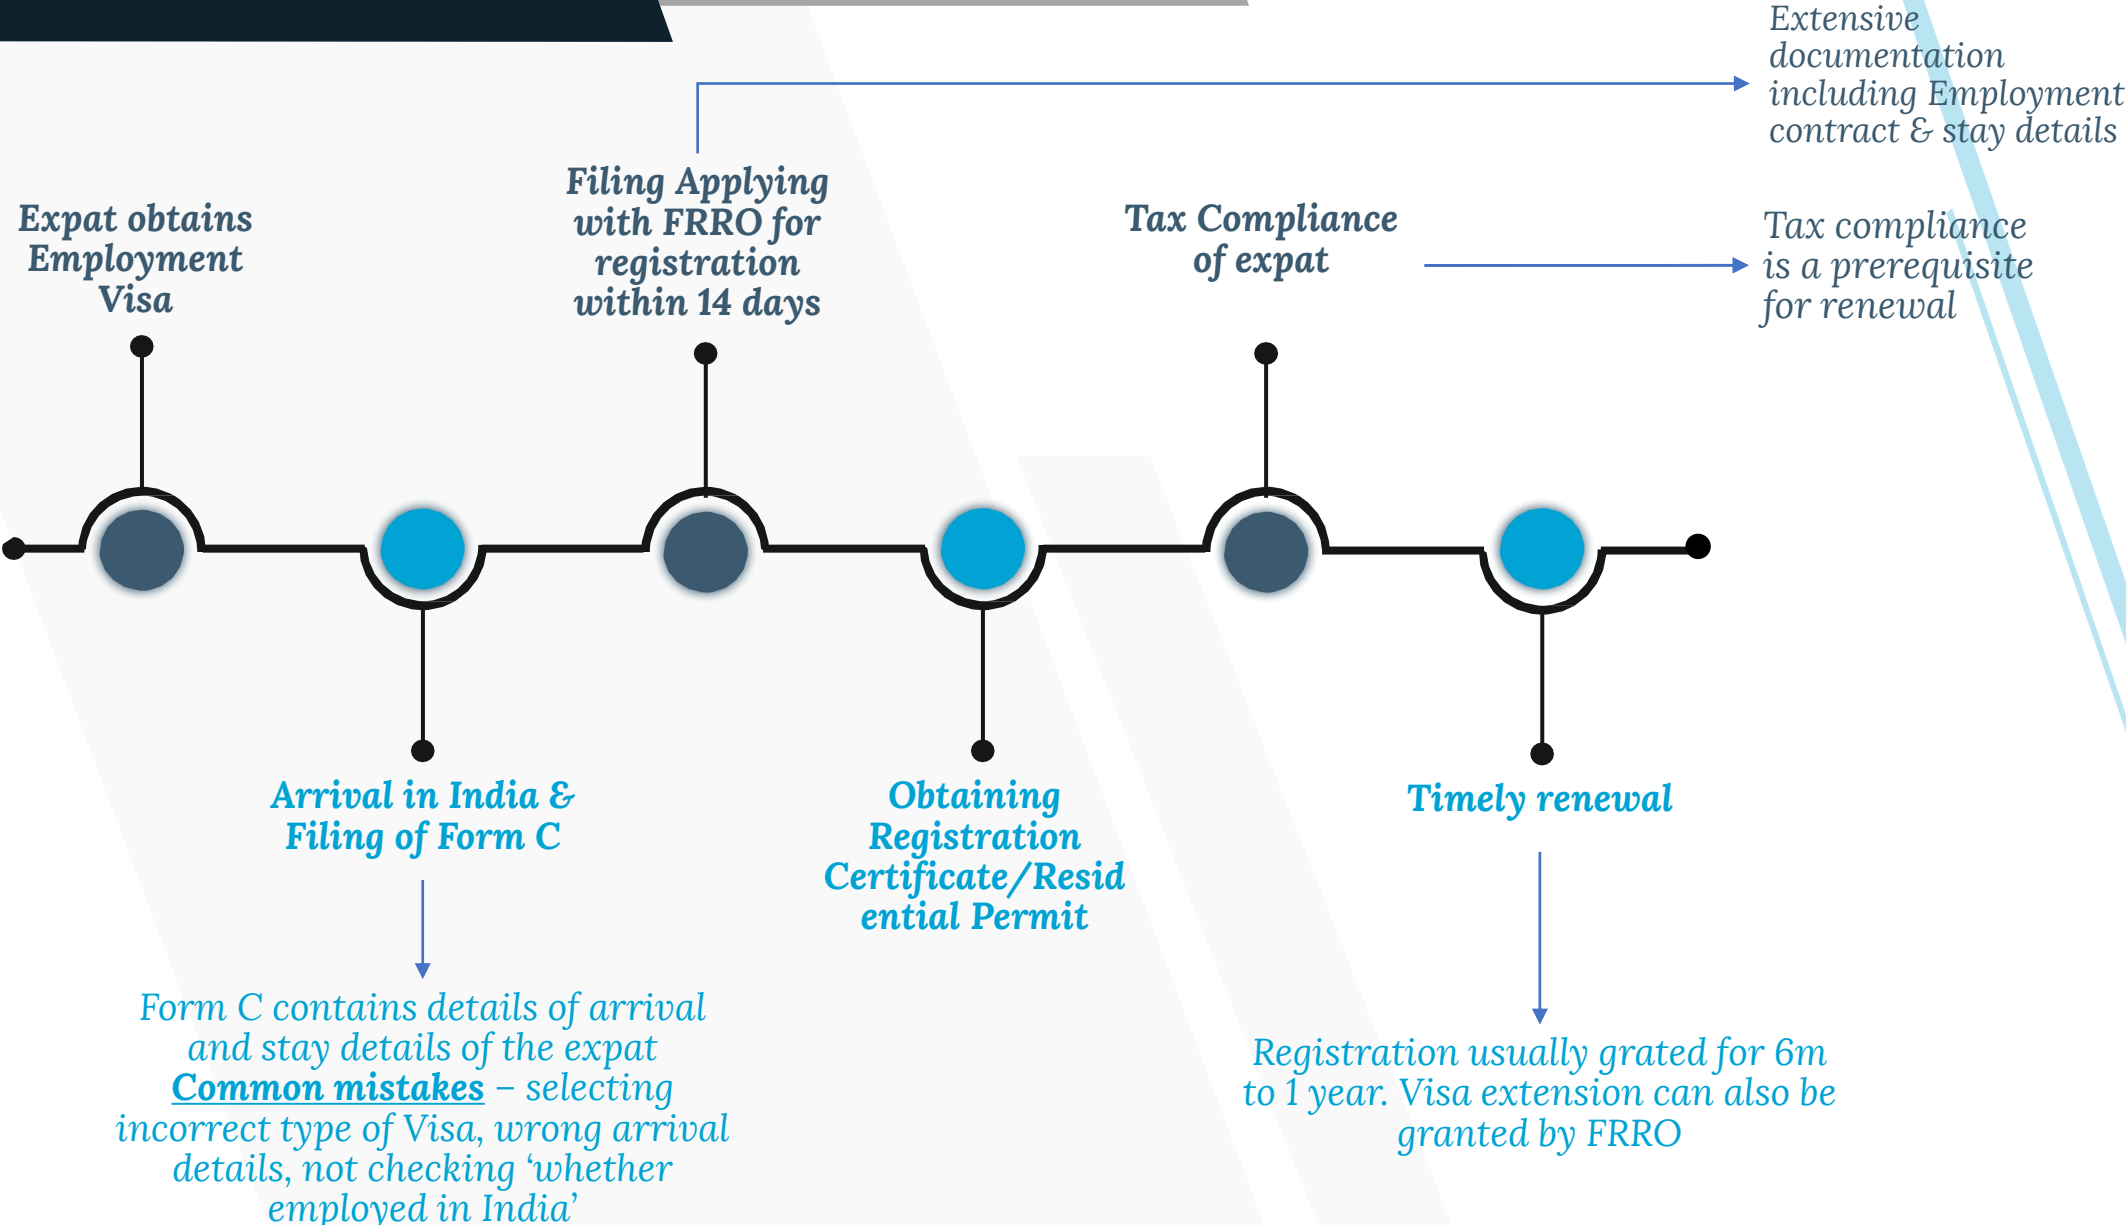 Extensive
documentation
including Employment
contract & stay details
Expat obtains
Employment
Visa
Filing Applying
with FRRO for
registration
within 14 days
Tax Compliance
of expat
Tax compliance
is a prerequisite
for renewal
Arrival in India &
Filing of Form C
Obtaining
Registration
Certificate/Resid
ential Permit
Timely renewal
Form C contains details of arrival
and stay details of the expat
Common mistakes – selecting
incorrect type of Visa, wrong arrival
details, not checking ‘whether
employed in India’
Registration usually grated for 6m
to 1 year. Visa extension can also be
granted by FRRO